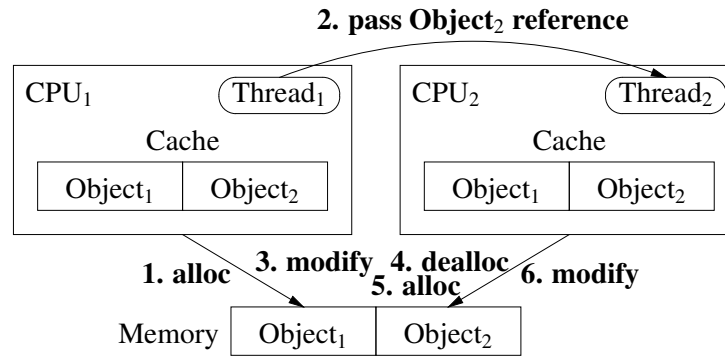 2. pass Object₂ reference
CPU₁ Thread₁ CPU₂ Thread₂
Cache Cache
Object₁ Object₂ Object₁ Object₂
1. alloc 3. modify 4. dealloc 6. modify
5. alloc
Memory Object₁ Object₂